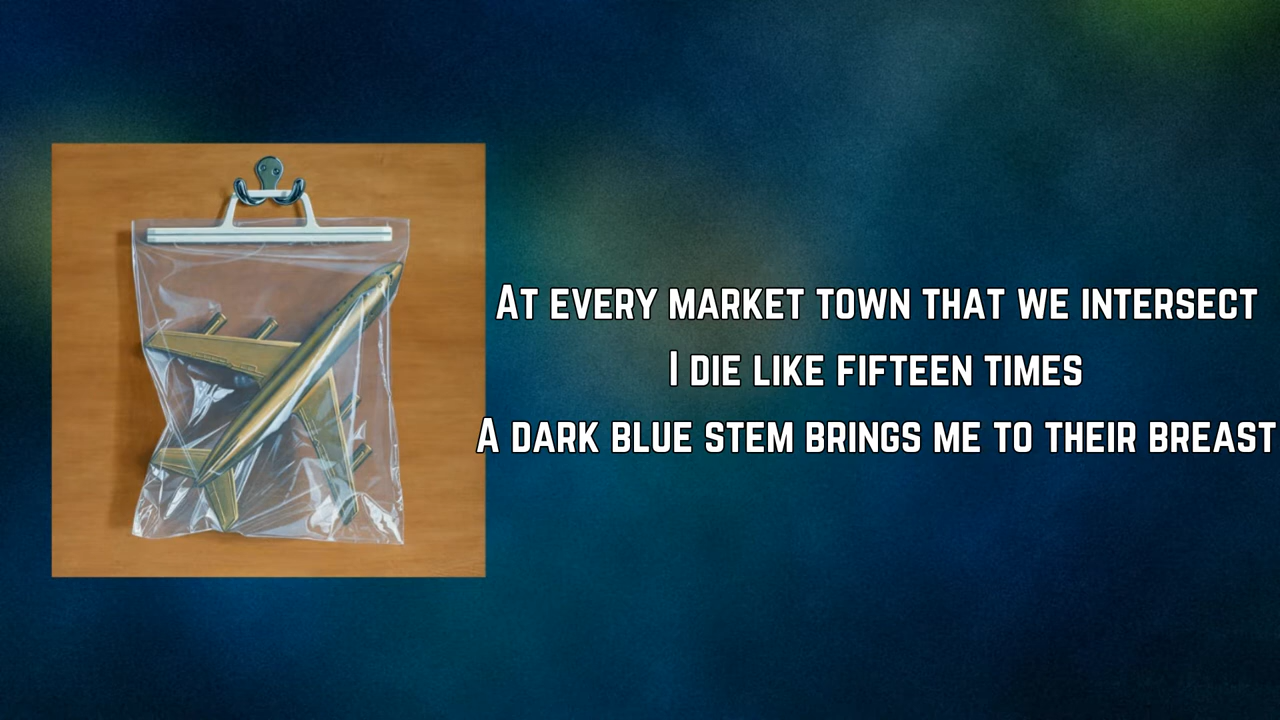 At every market town that we intersect
I die like fifteen times
A dark blue stem brings me to their breast